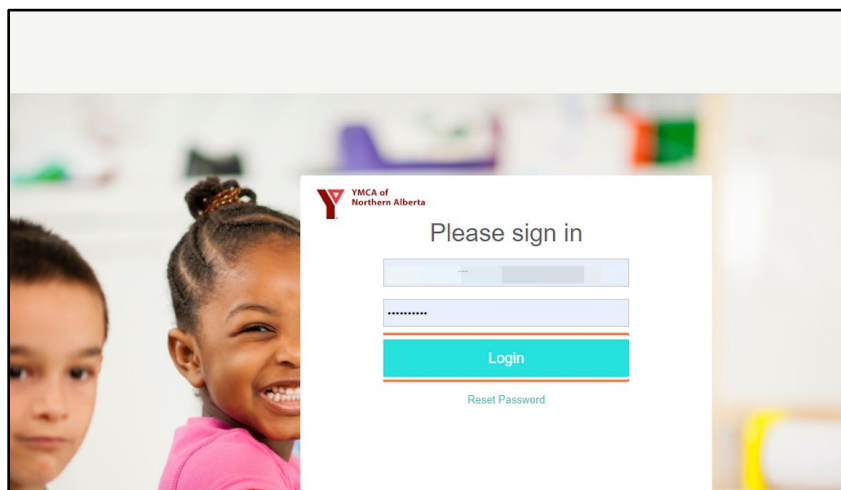 YMCA of
Northern Alberta
Please sign in
••••••••••
Login
Reset Password